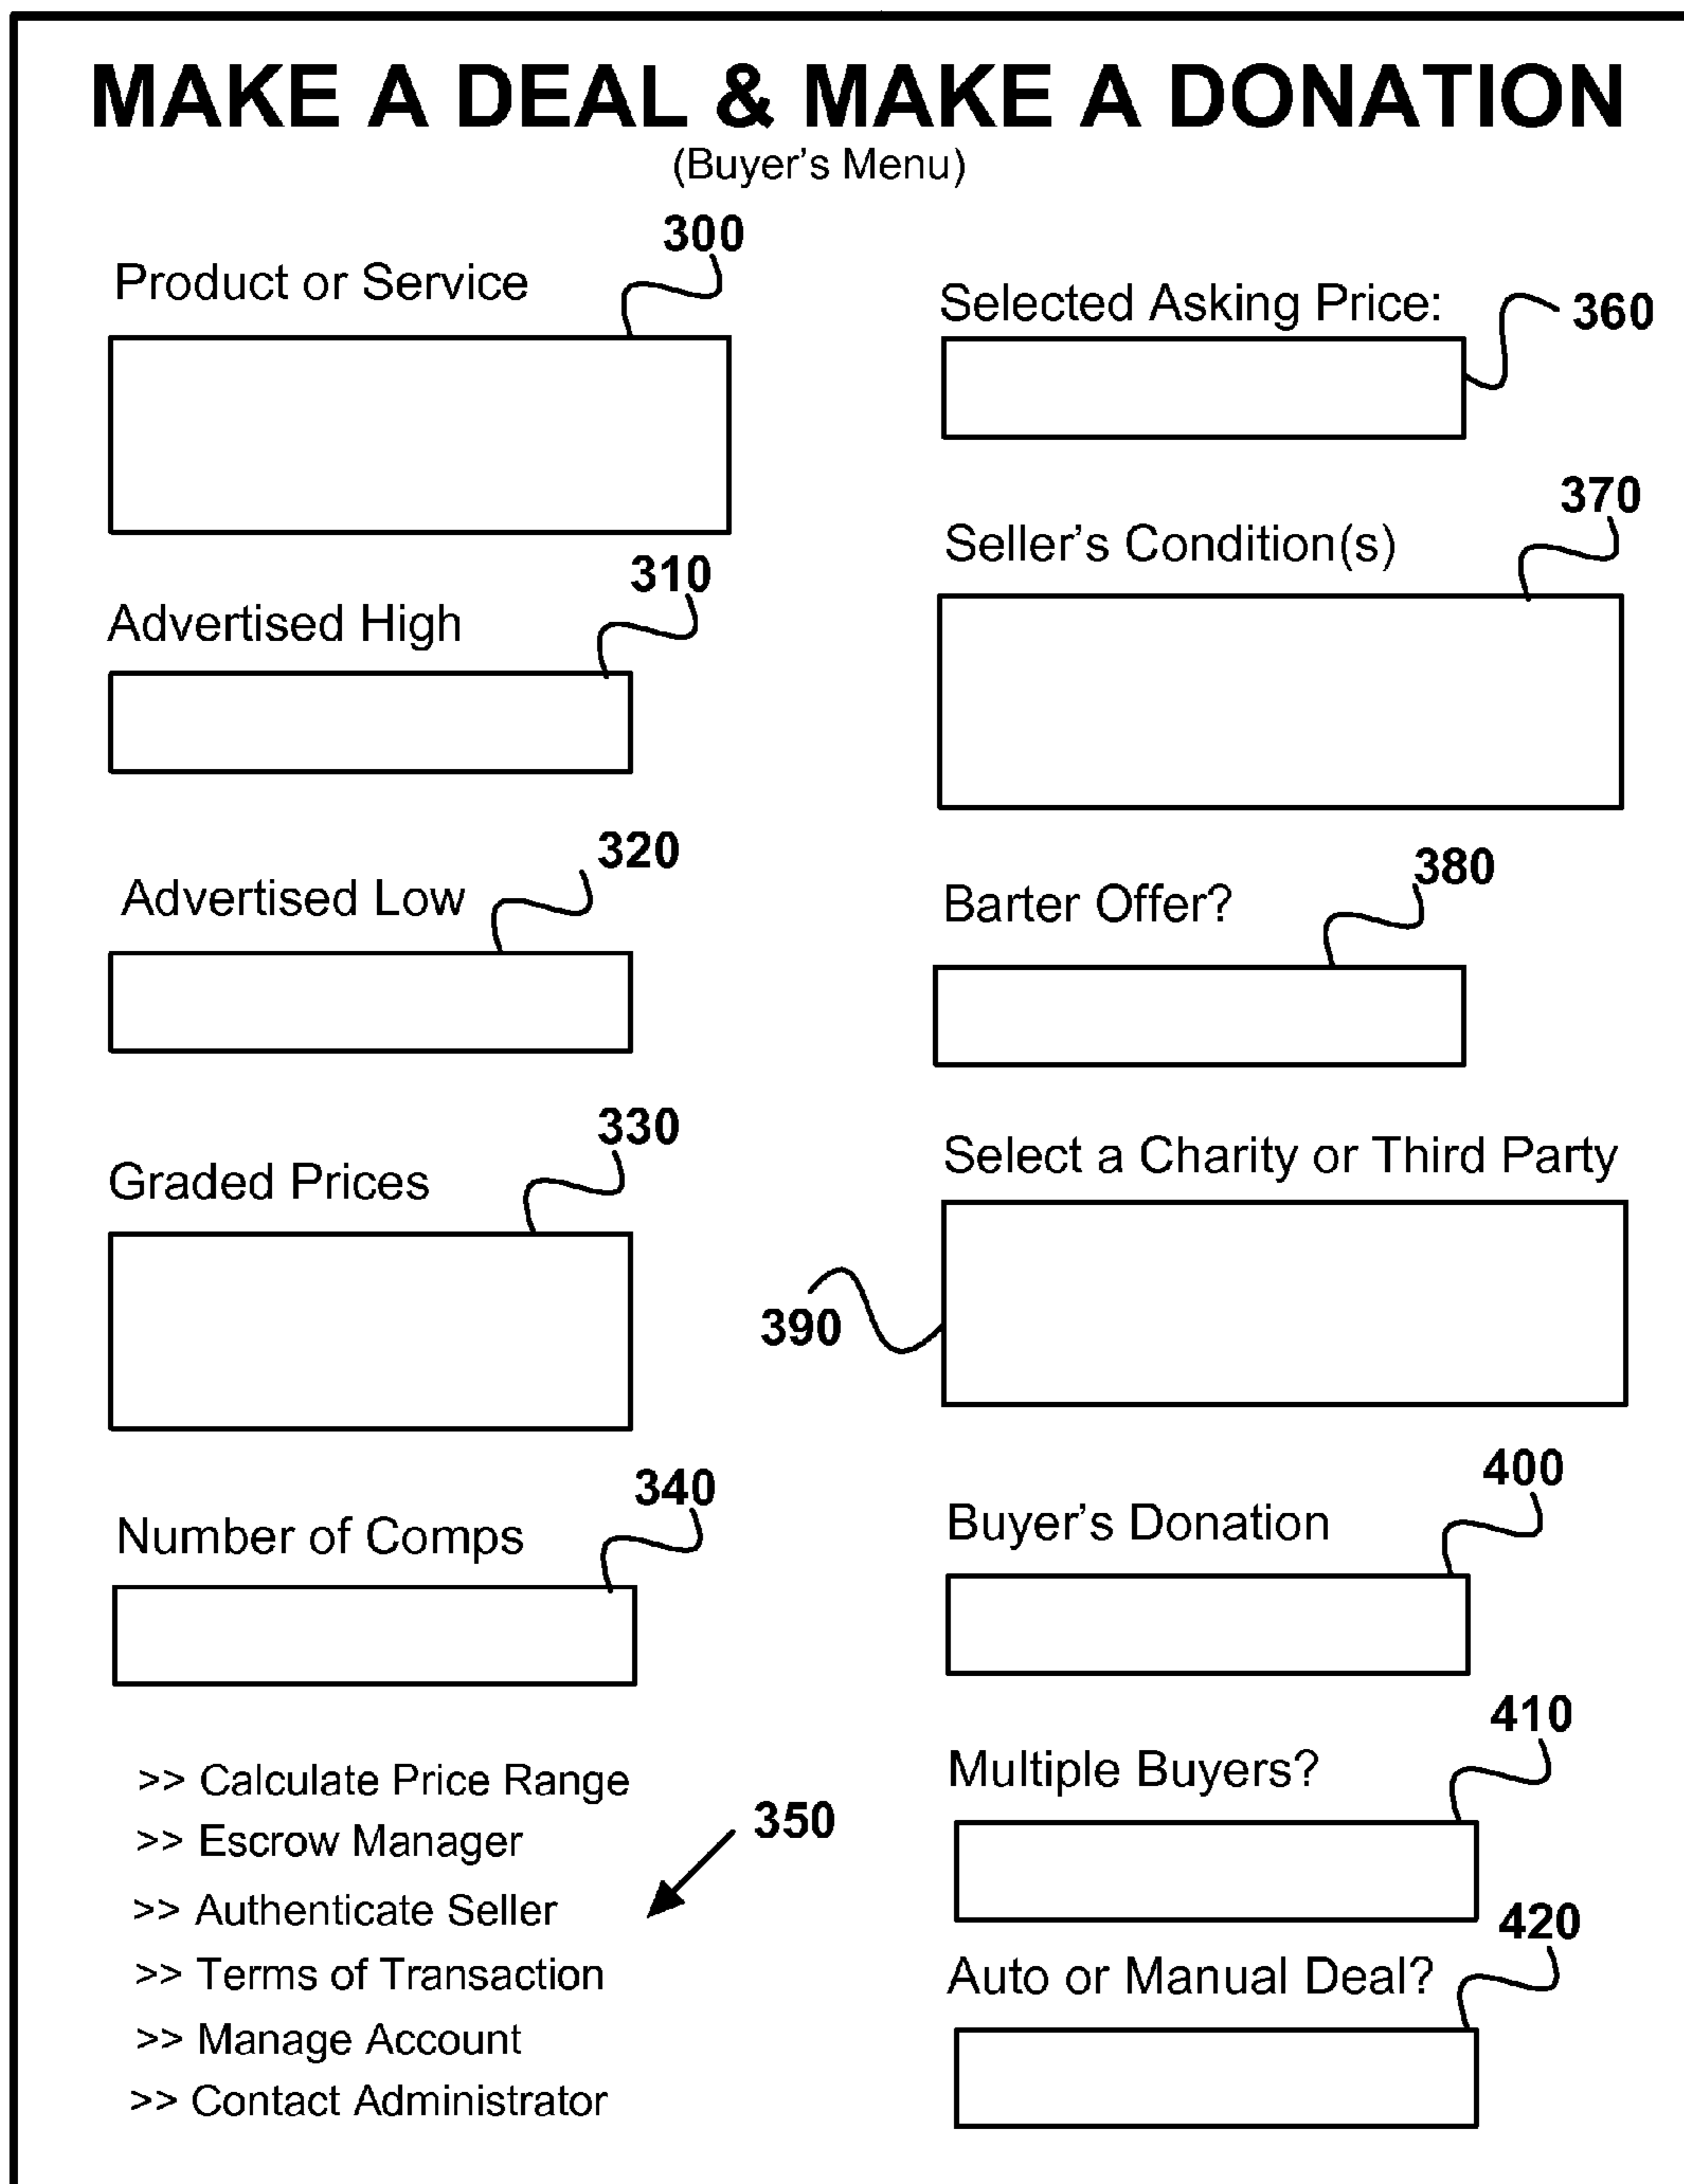 MAKE A DEAL & MAKE A DONATION
(Buyer's Menu)
300
Product or Service
310
Advertised High
320
Advertised Low
330
Graded Prices
340
Number of Comps
>> Calculate Price Range
>> Escrow Manager
>> Authenticate Seller
>> Terms of Transaction
>> Manage Account
>> Contact Administrator
350
Selected Asking Price:
360
370
Seller's Condition(s)
380
Barter Offer?
Select a Charity or Third Party
390
400
Buyer's Donation
410
Multiple Buyers?
420
Auto or Manual Deal?